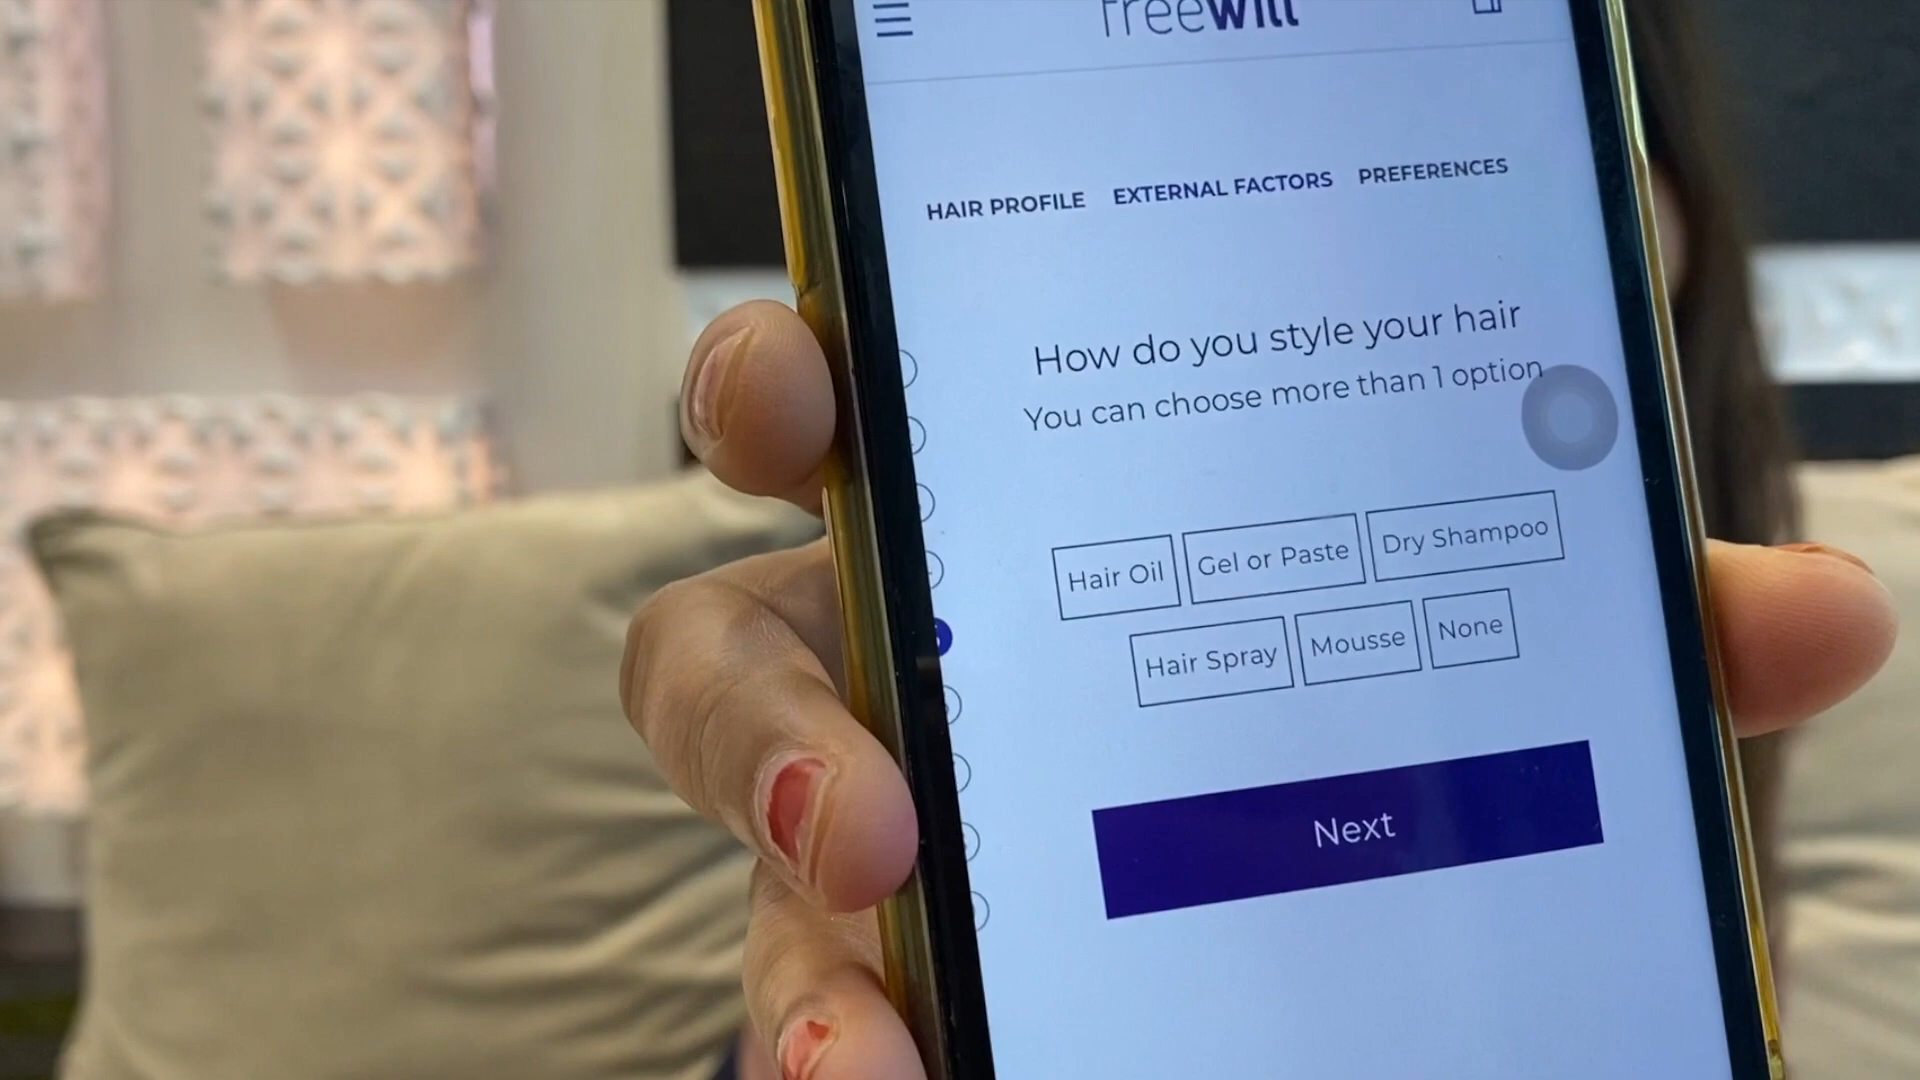 freewill
HAIR PROFILE EXTERNAL FACTORS PREFERENCES
How do you style your hair
You can choose more than 1 option
Hair Oil Gel or Paste Dry Shampoo
Hair Spray Mousse None
Next